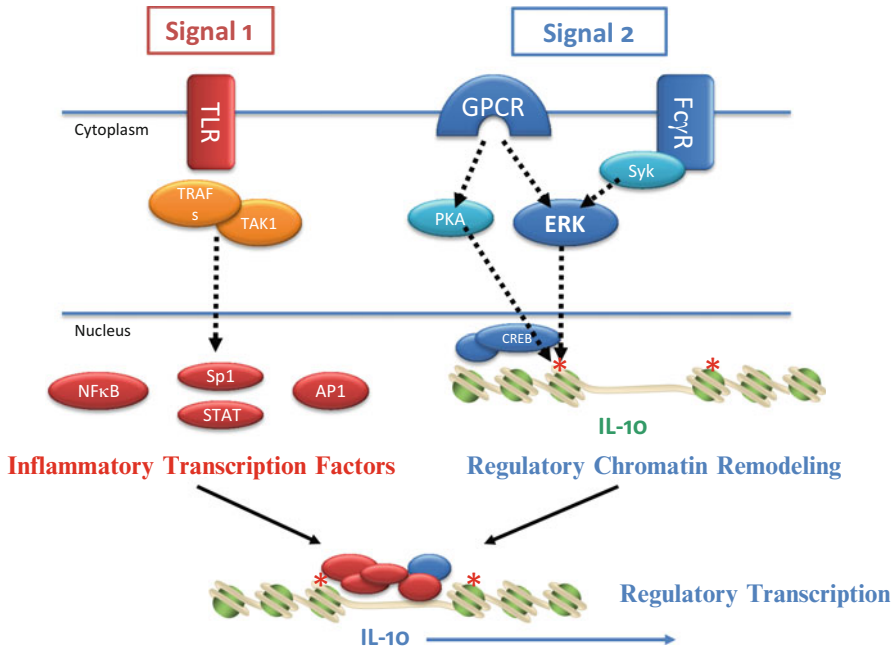 Signal 1
Signal 2
TLR
GPCR
FcγR
Cytoplasm
TRAF
s
TAK1
Syk
PKA
ERK
Nucleus
CREB
NFκB
Sp1
STAT
AP1
*
*
IL-10
Inflammatory Transcription Factors
Regulatory Chromatin Remodeling
*
*
Regulatory Transcription
IL-10